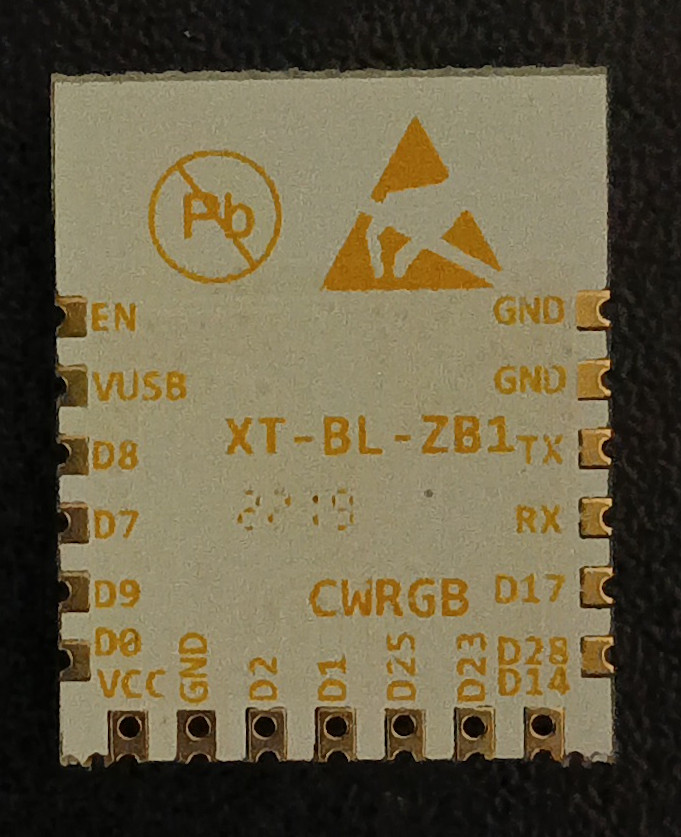 Pb
EN
GND
VUSB
GND
XT-BL-ZB1
TX
D8
2219
D7
RX
D9
CWRGB
D17
D0
VCC
GND
D2
D1
D25
D23
D28
D14